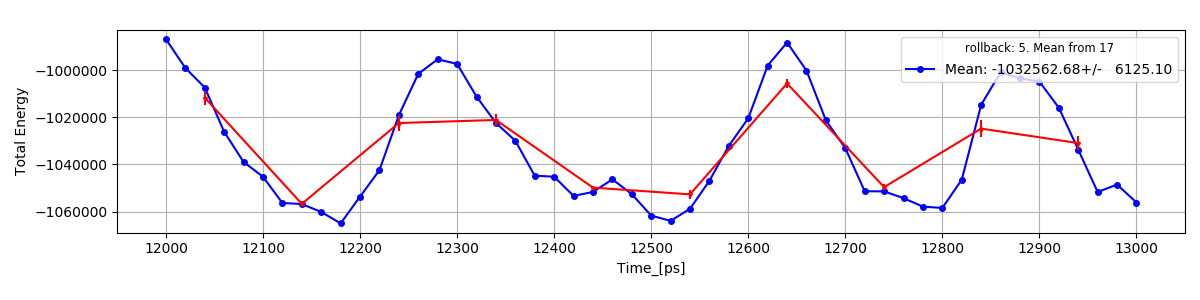 rollback: 5. Mean from 17
Mean: -1032562.68+/-   6125.10
Total Energy
−1000000
−1020000
−1040000
−1060000
12000 12100 12200 12300 12400 12500 12600 12700 12800 12900 13000
Time_[ps]